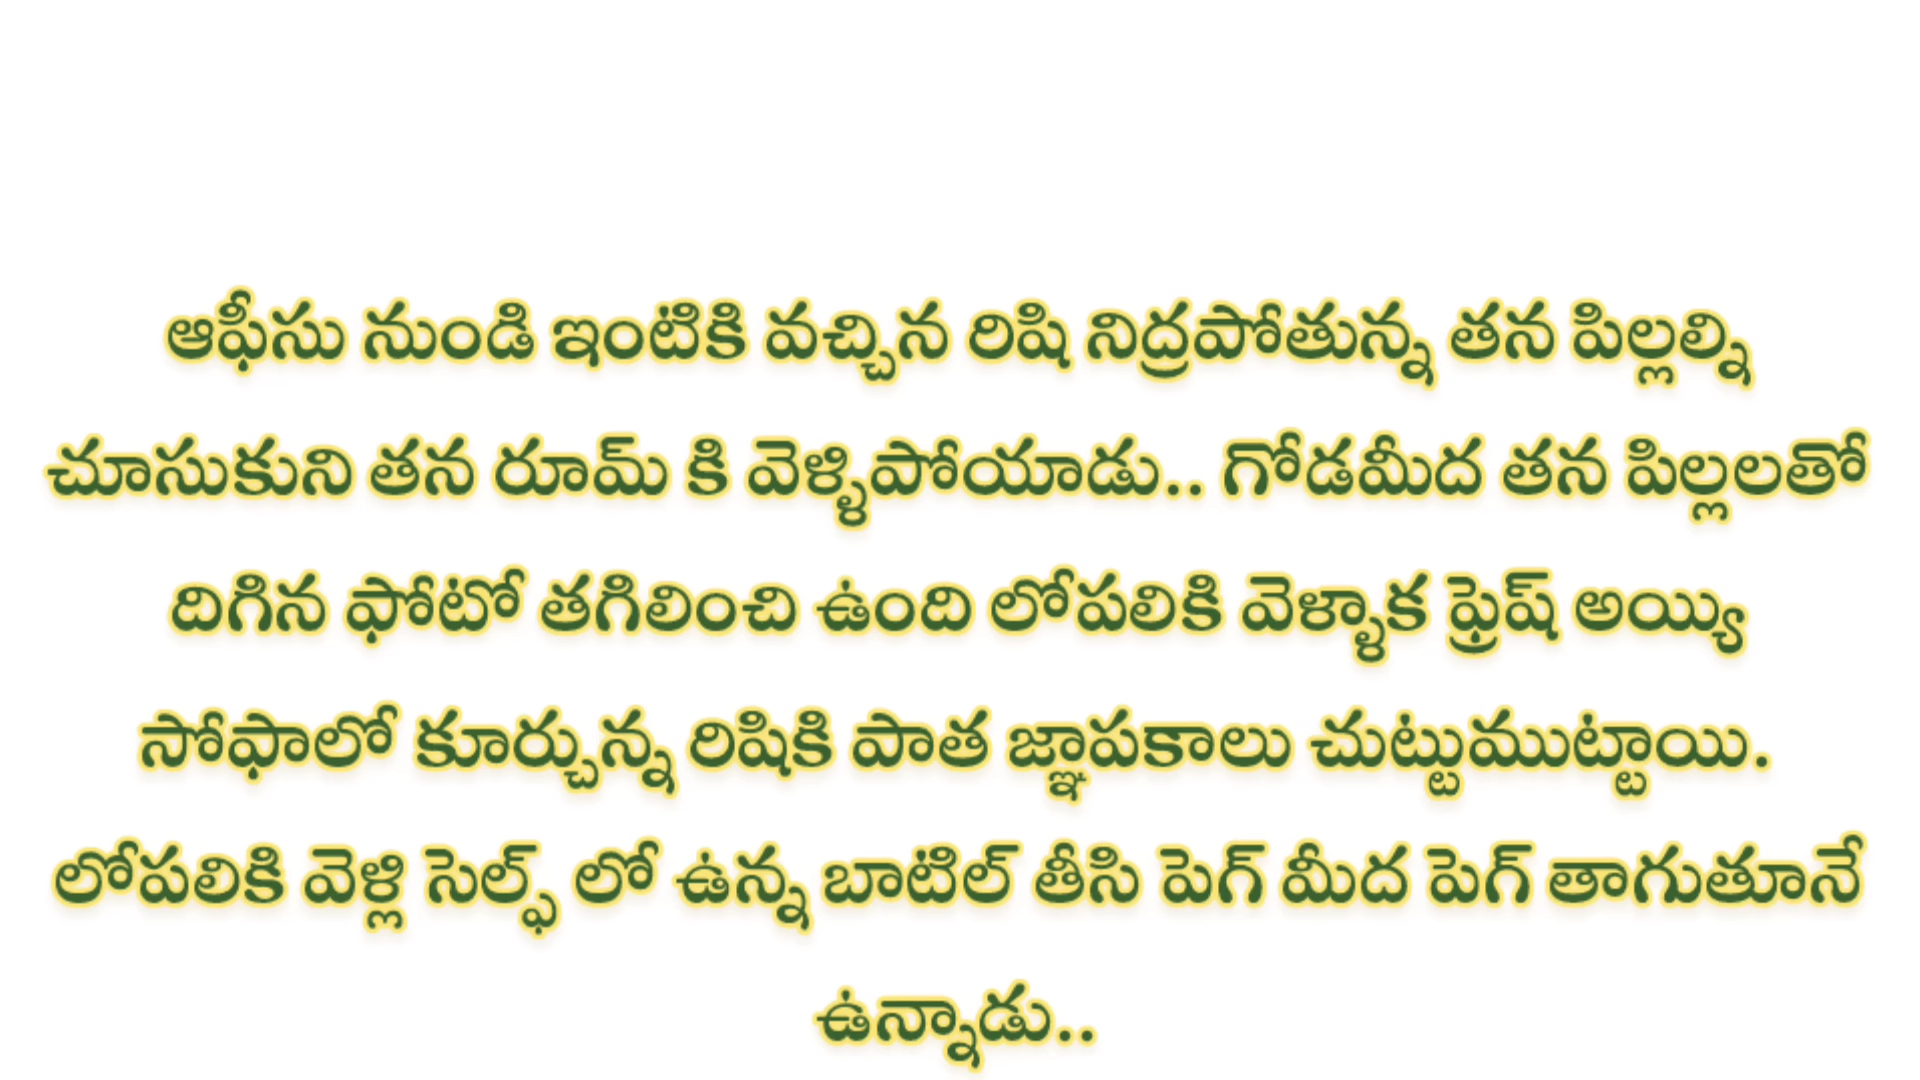 ఆఫీసు నుండి ఇంటికి వచ్చిన రిషి నిద్రపోతున్న తన పిల్లల్ని
చూసుకుని తన రూమ్ కి వెళ్ళిపోయాడు.. గోడమీద తన పిల్లలతో
దిగిన ఫోటో తగిలించి ఉంది లోపలికి వెళ్ళాక ఫ్రెష్ అయ్యి
సోఫాలో కూర్చున్న రిషికి పాత జ్ఞాపకాలు చుట్టుముట్టాయి.
లోపలికి వెళ్లి సెల్ఫ్ లో ఉన్న బాటిల్ తీసి పెగ్ మీద పెగ్ తాగుతూనే
ఉన్నాడు..